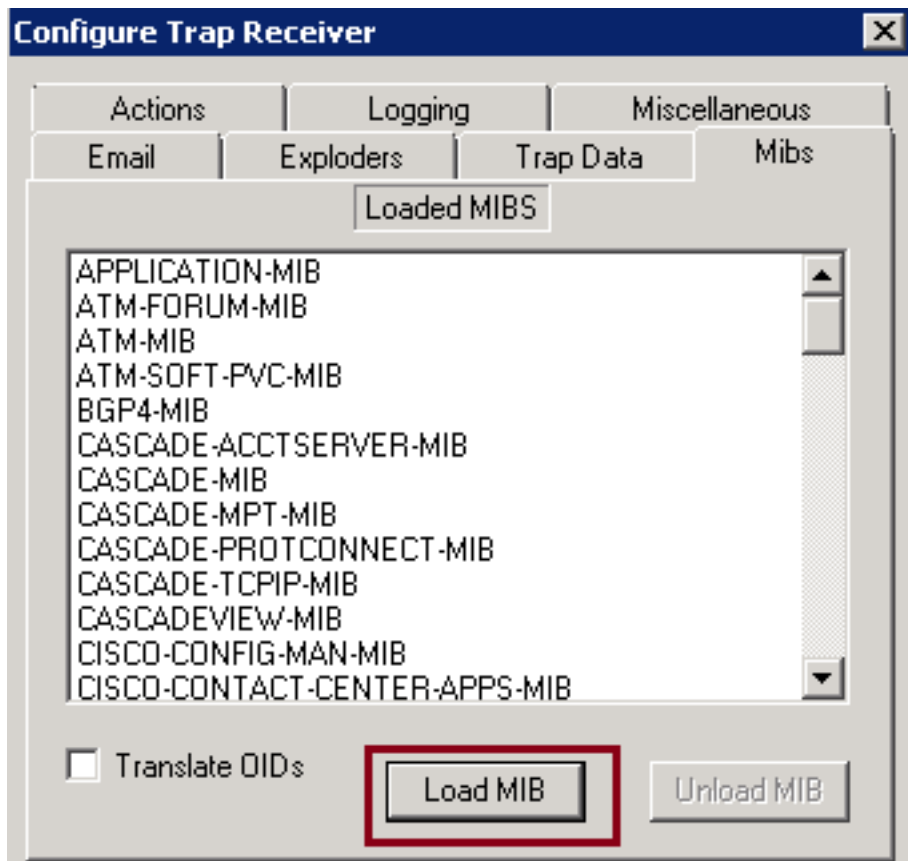 Configure Trap Receiver
Actions Logging Miscellaneous
Email Exploders Trap Data Mibs
Loaded MIBS
APPLICATION-MIB
ATM-FORUM-MIB
ATM-MIB
ATM-SOFT-PVC-MIB
BGP4-MIB
CASCADE-ACCTSERVER-MIB
CASCADE-MIB
CASCADE-MPT-MIB
CASCADE-PROTCONNECT-MIB
CASCADE-TCPIP-MIB
CASCADEVIEW-MIB
CISCO-CONFIG-MAN-MIB
CISCO-CONTACT-CENTER-APPS-MIB
Translate OIDs Load MIB Unload MIB